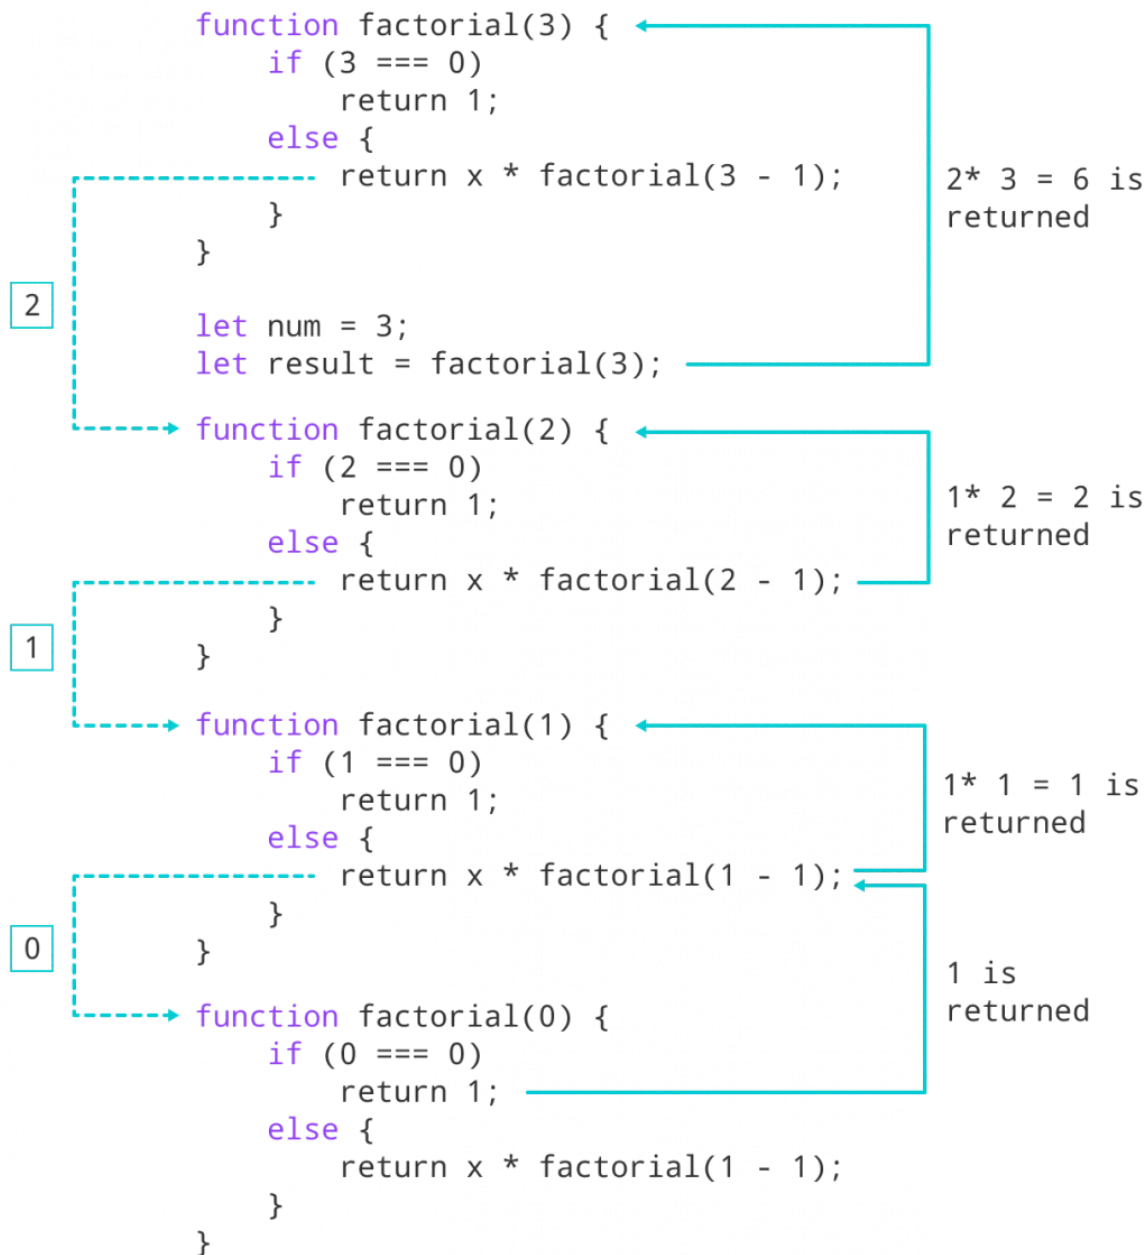 function factorial(3) {
if (3 === 0)
return 1;
else {
return x * factorial(3 - 1);
}
}
2* 3 = 6 is
returned
2
let num = 3;
let result = factorial(3);
function factorial(2) {
if (2 === 0)
return 1;
else {
return x * factorial(2 - 1);
}
}
1* 2 = 2 is
returned
1
function factorial(1) {
if (1 === 0)
return 1;
else {
return x * factorial(1 - 1);
}
}
1* 1 = 1 is
returned
0
function factorial(0) {
if (0 === 0)
return 1;
else {
return x * factorial(1 - 1);
}
}
1 is
returned